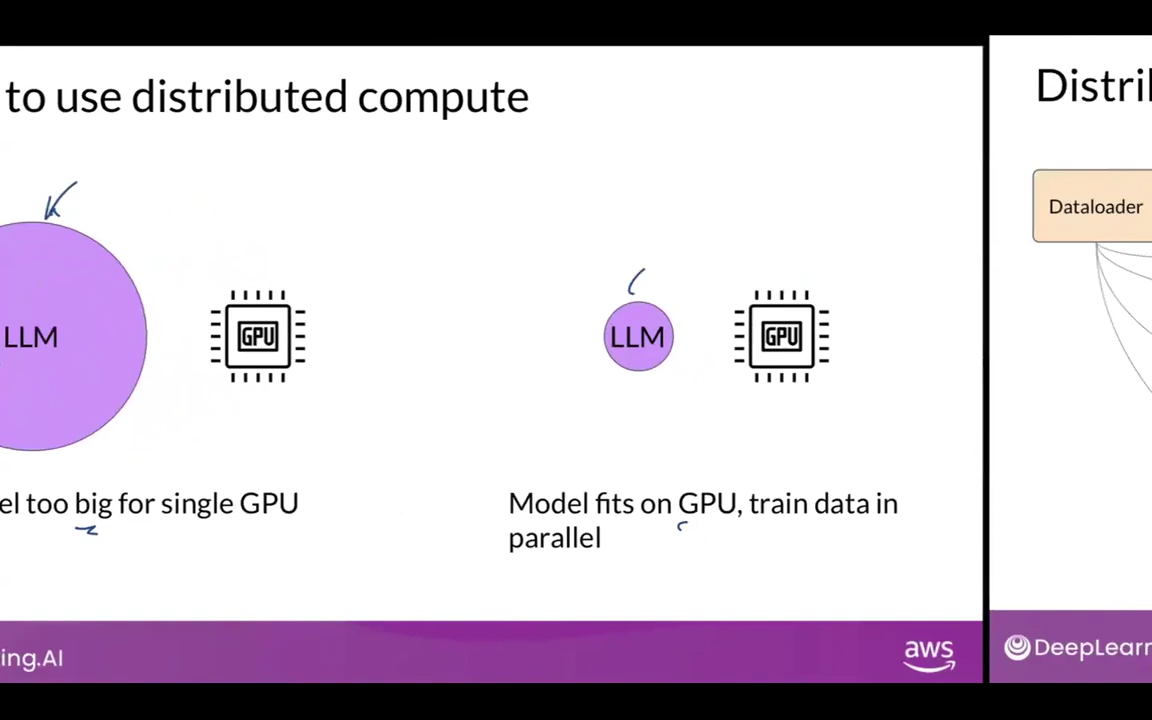 to use distributed compute
LLM
GPU
LLM
GPU
el too big for single GPU
Model fits on GPU, train data in
parallel
ing.AI
aws
Distril
Dataloader
DeepLearn